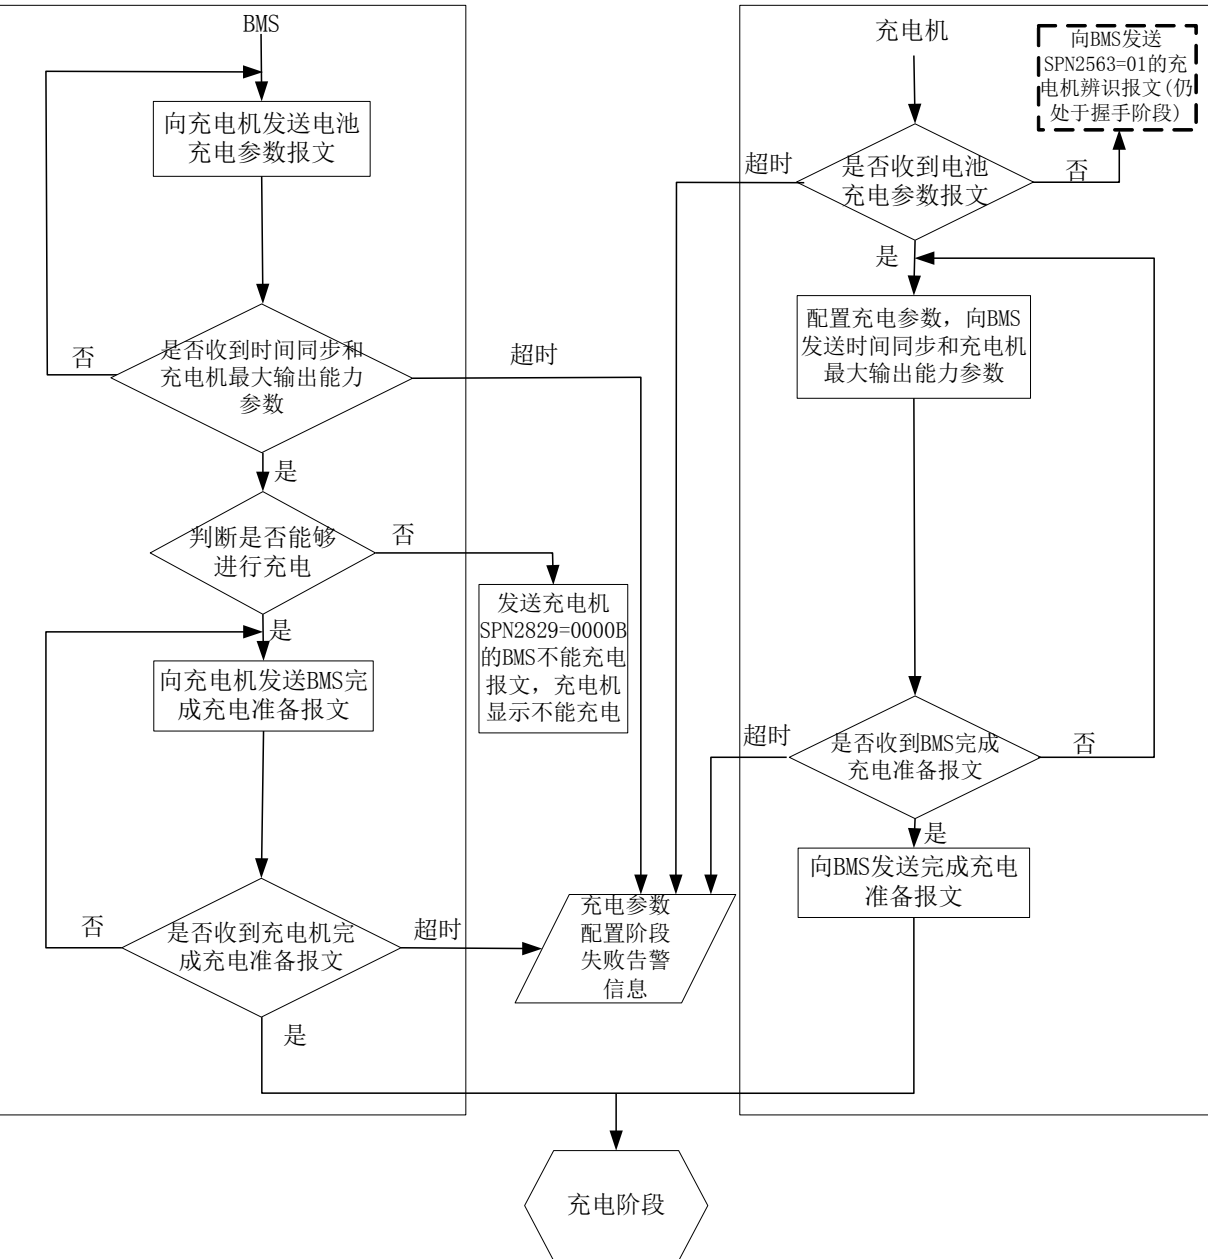 BMS
向充电机发送电池
充电参数报文
否
是否收到时间同步和
充电机最大输出能力
参数
超时
是
判断是否能够
进行充电
否
发送充电机
SPN2829=0000B
的BMS不能充电
报文，充电机
显示不能充电
是
向充电机发送BMS完
成充电准备报文
否
是否收到充电机完
成充电准备报文
超时
是
充电参数
配置阶段
失败告警
信息
充电机
向BMS发送
SPN2563=01的充
电机辨识报文(仍
处于握手阶段)
超时
是否收到电池
充电参数报文
否
是
配置充电参数，向BMS
发送时间同步和充电机
最大输出能力参数
超时
是否收到BMS完成
充电准备报文
否
是
向BMS发送完成充电
准备报文
充电阶段